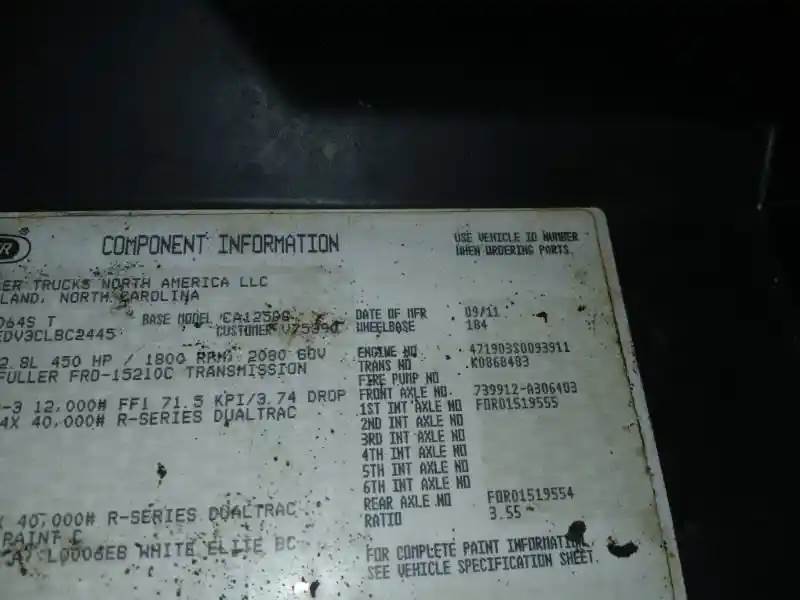 ER
COMPONENT INFORMATION
USE VEHICLE ID NUMBER
WHEN ORDERING PARTS.
ER TRUCKS NORTH AMERICA LLC
LAND, NORTH CAROLINA
064S T
BASE MODEL CA125DC
DATE OF MFR 09/11
EDV3CLBC2445
CUSTOMER V75390
WHEELBASE 184
2.8L 450 HP / 1800 RPM; 2080 GOV
ENGINE NO 471903S0093911
FULLER FRO-15210C TRANSMISSION
TRANS NO K0868483
FIRE PUMP NO
-3 12,000# FF1 71.5 KPI/3.74 DROP
FRONT AXLE NO. 739912-A306403
4X 40,000# R-SERIES DUALTRAC
1ST INT AXLE NO F0R01519555
2ND INT AXLE NO
3RD INT AXLE NO
4TH INT AXLE NO
5TH INT AXLE NO
6TH INT AXLE NO
X 40,000# R-SERIES DUALTRAC
REAR AXLE NO F0R01519554
PAINT C
RATIO 3.55
L0006EB WHITE ELITE BC
FOR COMPLETE PAINT INFORMATION,
SEE VEHICLE SPECIFICATION SHEET.